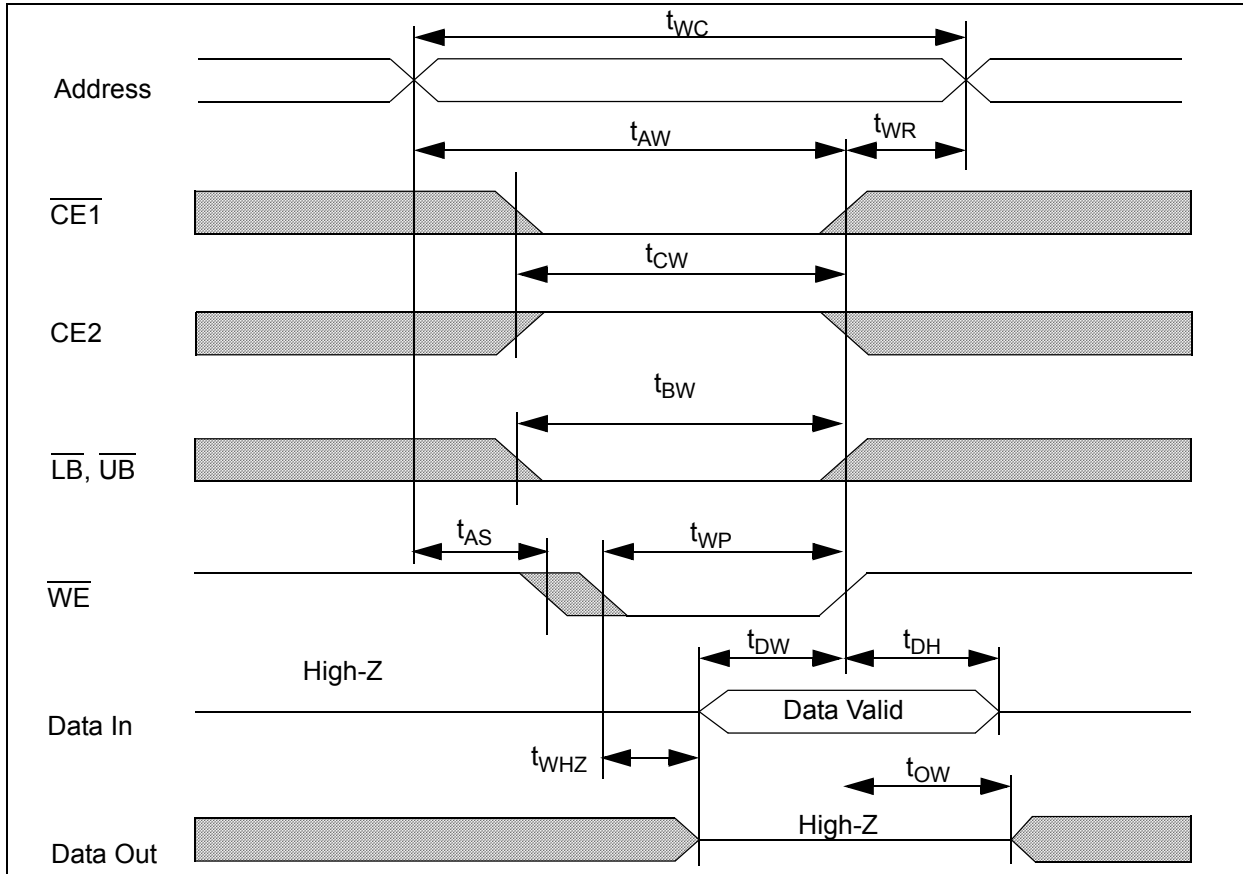 tWC
Address
tAW
tWR
CE1
tCW
CE2
tBW
LB, UB
tAS
tWP
WE
tDW
tDH
High-Z
Data Valid
Data In
tWHZ
tOW
High-Z
Data Out